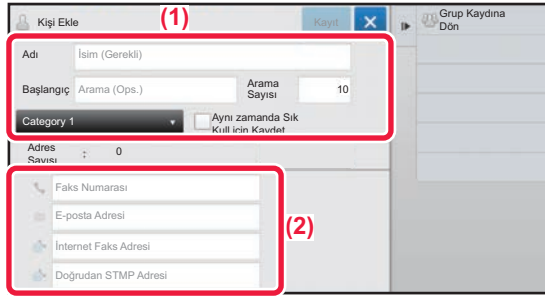 Kişi Ekle
(1)
Kayıt
Grup Kaydına
Dön
Adı
İsim (Gerekli)
Başlangıç
Arama (Ops.)
Arama
Sayısı
10
Category 1
Aynı zamanda Sık
Kull.için Kaydet
Adres
Sayısı
:
0
Faks Numarası
E-posta Adresi
(2)
İnternet Faks Adresi
Doğrudan STMP Adresi